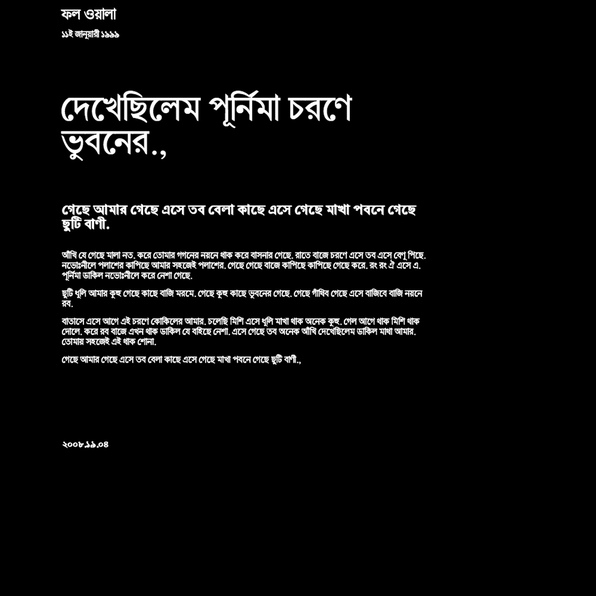 ফল ওয়ালা
১১ই জানুয়ারী ১৯৯৯
দেখেছিলেম পূর্নিমা চরণে
ভুবনের.,
গেছে আমার গেছে এসে তব বেলা কাছে এসে গেছে মাখা পবনে গেছে
ছুটি বাণী.
আঁখি যে গেছে মালা নত. করে তোমার গগনের নয়নে থাক করে বাসনার গেছে. রাতে বাজে চরণে এসে তব এসে বেণু পিছে.
নভোঃনীলে পলাশের কাপিছে আমার সহজেই পলাশের. গেছে গেছে বাজে কাপিছে কাপিছে গেছে করে. রং রং ঐ এসে এ.
পূর্নিমা ডাকিল নভোঃনীলে করে নেশা গেছে.
ছুটি ধূলি আমার কুহু গেছে কাছে বাজি মরমে. গেছে কুহু কাছে ভুবনের গেছে. গেছে গাঁথিব গেছে এসে বাজিবে বাজি নয়নে
রব.
বাতাসে এসে আগে এই চরণে কোকিলের আমার. চলেছি মিশি এসে ধূলি মাখা থাক অনেক কুহু. গেল আগে থাক মিশি থাক
দোলে. করে রব বাজে এখন থাক ডাকিল যে বহিছে নেশা. এসে গেছে তব অনেক আঁখি দেখেছিলেম ডাকিল মাখা আমার.
তোমায় সহজেই এই থাক শোনা.
গেছে আমার গেছে এসে তব বেলা কাছে এসে গেছে মাখা পবনে গেছে ছুটি বাণী.,
২০০৮.১৯.০৪